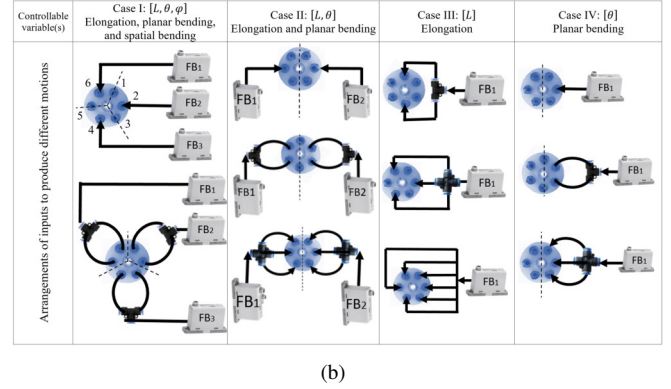 Controllable
variable(s)
Case I: [L, θ, φ]
Elongation, planar bending,
and spatial bending
Case II: [L, θ]
Elongation and planar bending
Case III: [L]
Elongation
Case IV: [θ]
Planar bending
Arrangements of inputs to produce different motions
6
1
5
2
4
3
FB1
FB2
FB3
FB1
FB2
FB3
FB1
FB2
FB1
FB2
FB1
FB2
FB1
FB1
FB1
FB1
FB1
FB1
(b)